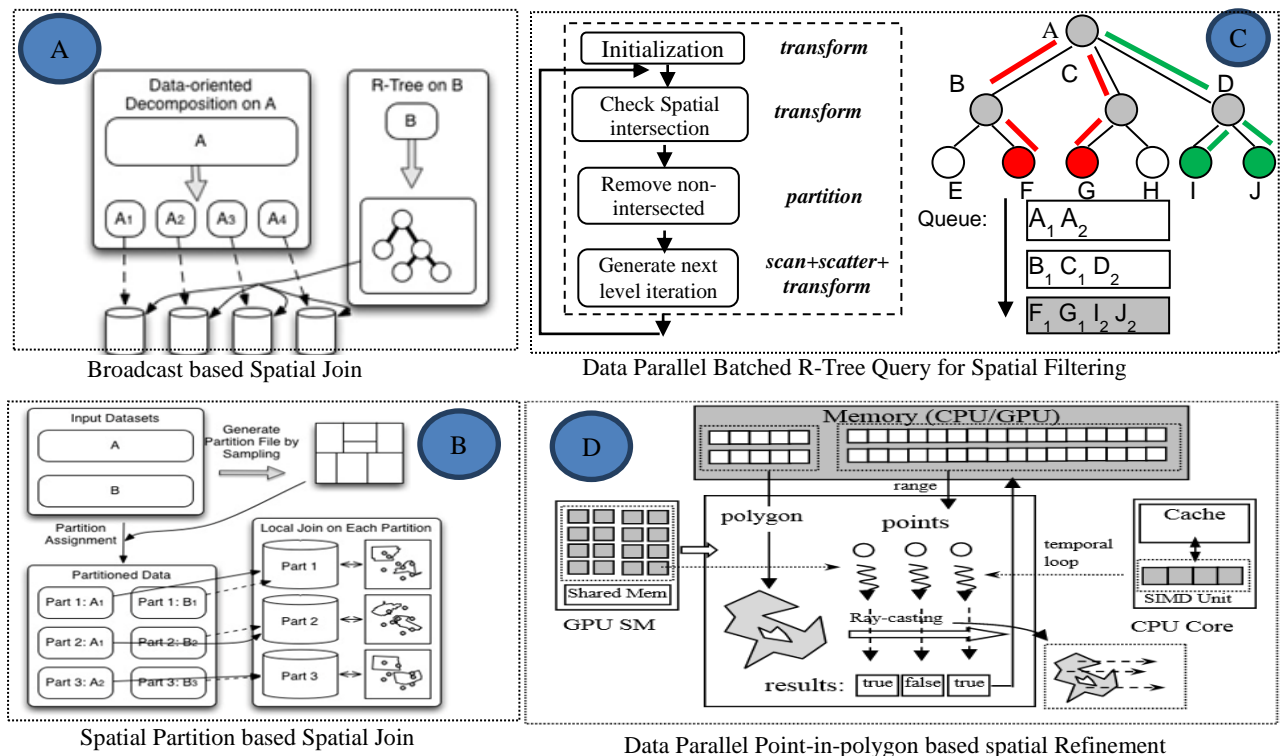 A
Data-oriented
Decomposition on A
A
A1 A2 A3 A4
R-Tree on B
B
Broadcast based Spatial Join
C
Initialization
transform
Check Spatial
intersection
transform
Remove non-
intersected
partition
Generate next
level iteration
scan+scatter+
transform
A
B C D
E F G H I J
Queue:
A1 A2
B1 C1 D2
F1 G1 I2 J2
Data Parallel Batched R-Tree Query for Spatial Filtering
B
Input Datasets
A
B
Generate
Partition File by
Sampling
Partition
Assignment
Partitioned Data
Part 1: A1 Part 1: B1
Part 2: A1 Part 2: B2
Part 3: A2 Part 3: B3
Local Join on Each Partition
Part 1
Part 2
Part 3
Spatial Partition based Spatial Join
D
Memory (CPU/GPU)
range
polygon
points
Shared Mem
GPU SM
Cache
SIMD Unit
CPU Core
temporal
loop
Ray-casting
results: true false true
Data Parallel Point-in-polygon based spatial Refinement